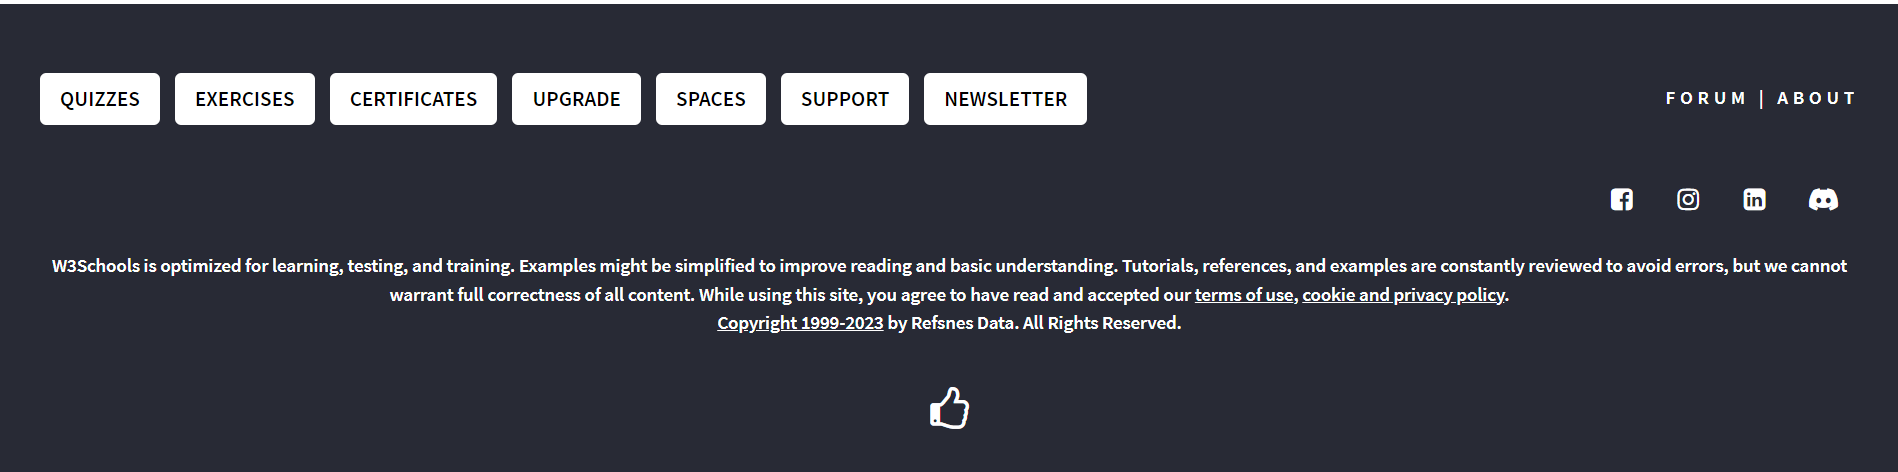 QUIZZES EXERCISES CERTIFICATES UPGRADE SPACES SUPPORT NEWSLETTER FORUM | ABOUT
W3Schools is optimized for learning, testing, and training. Examples might be simplified to improve reading and basic understanding. Tutorials, references, and examples are constantly reviewed to avoid errors, but we cannot
warrant full correctness of all content. While using this site, you agree to have read and accepted our terms of use, cookie and privacy policy.
Copyright 1999-2023 by Refsnes Data. All Rights Reserved.